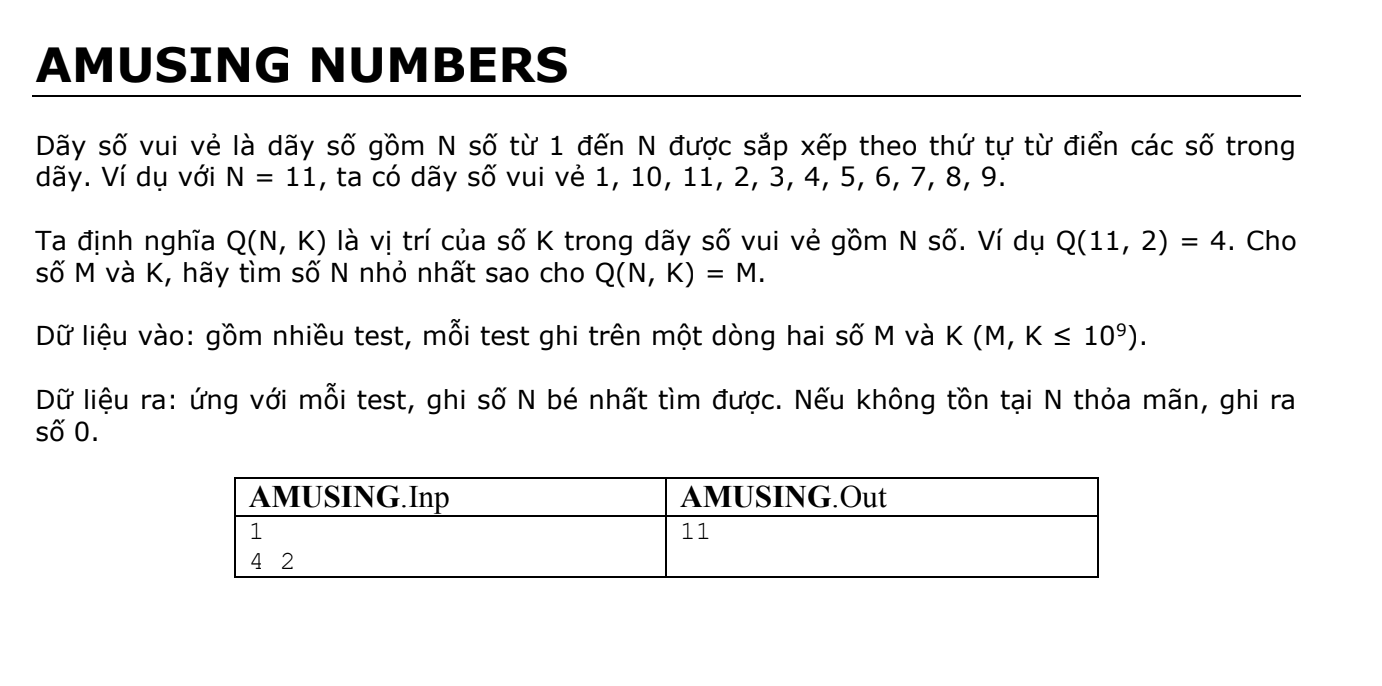 AMUSING NUMBERS
Dãy số vui vẻ là dãy số gồm N số từ 1 đến N được sắp xếp theo thứ tự từ điển các số trong
dãy. Ví dụ với N = 11, ta có dãy số vui vẻ 1, 10, 11, 2, 3, 4, 5, 6, 7, 8, 9.
Ta định nghĩa Q(N, K) là vị trí của số K trong dãy số vui vẻ gồm N số. Ví dụ Q(11, 2) = 4. Cho
số M và K, hãy tìm số N nhỏ nhất sao cho Q(N, K) = M.
Dữ liệu vào: gồm nhiều test, mỗi test ghi trên một dòng hai số M và K (M, K ≤ 10⁹).
Dữ liệu ra: ứng với mỗi test, ghi số N bé nhất tìm được. Nếu không tồn tại N thỏa mãn, ghi ra
số 0.
AMUSING.Inp AMUSING.Out
1 11
4 2